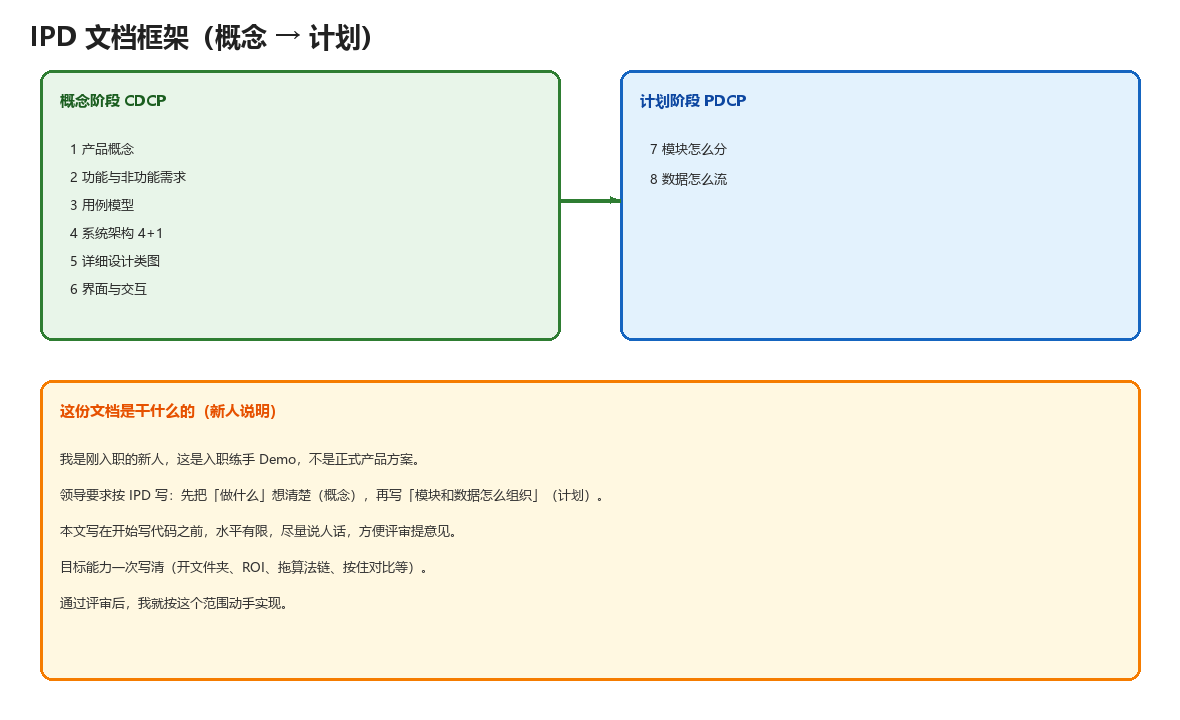 IPD 文档框架（概念 → 计划）
概念阶段 CDCP
1 产品概念
2 功能与非功能需求
3 用例模型
4 系统架构 4+1
5 详细设计类图
6 界面与交互
计划阶段 PDCP
7 模块怎么分
8 数据怎么流
这份文档是干什么的（新人说明）
我是刚入职的新人，这是入职练手 Demo，不是正式产品方案。
领导要求按 IPD 写：先把「做什么」想清楚（概念），再写「模块和数据怎么组织」（计划）。
本文写在开始写代码之前，水平有限，尽量说人话，方便评审提意见。
目标能力一次写清（开文件夹、ROI、拖算法链、按住对比等）。
通过评审后，我就按这个范围动手实现。